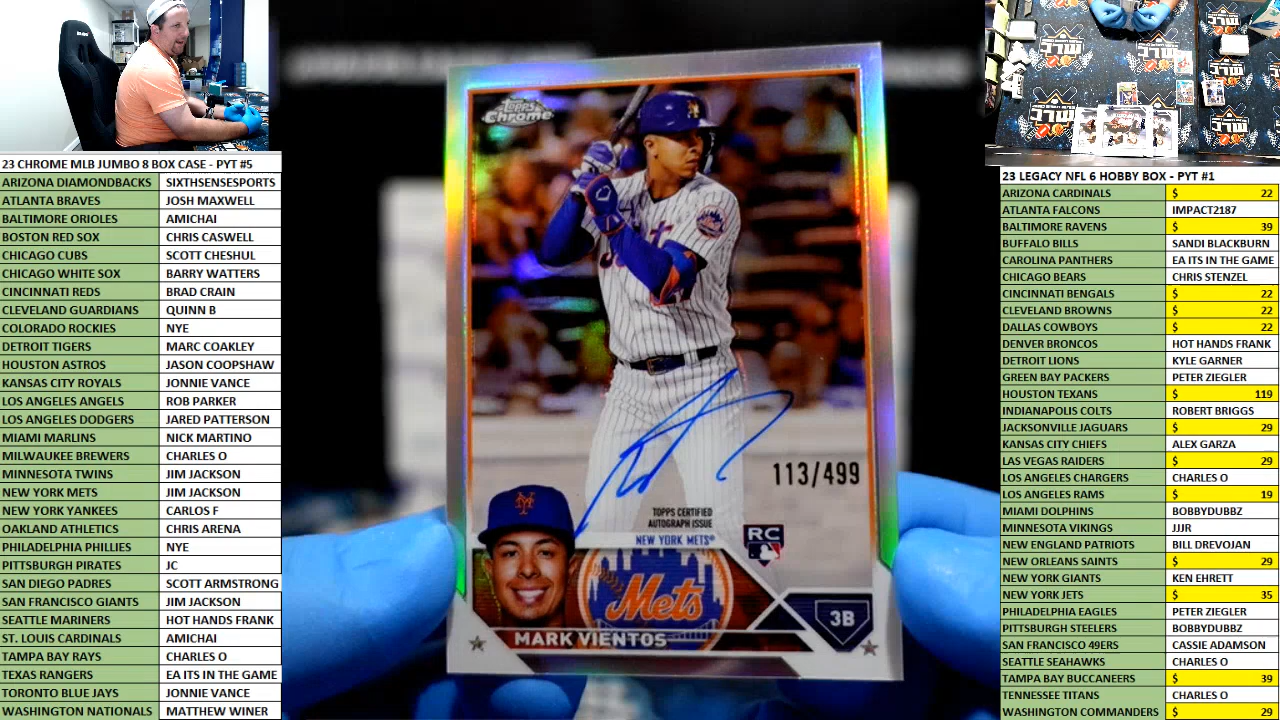 23 CHROME MLB JUMBO 8 BOX CASE - PYT #5
ARIZONA DIAMONDBACKS SIXTHSENSESPORTS
ATLANTA BRAVES JOSH MAXWELL
BALTIMORE ORIOLES AMICHAI
BOSTON RED SOX CHRIS CASWELL
CHICAGO CUBS SCOTT CHESHUL
CHICAGO WHITE SOX BARRY WATTERS
CINCINNATI REDS BRAD CRAIN
CLEVELAND GUARDIANS QUINN B
COLORADO ROCKIES NYE
DETROIT TIGERS MARC COAKLEY
HOUSTON ASTROS JASON COOPSHAW
KANSAS CITY ROYALS JONNIE VANCE
LOS ANGELES ANGELS ROB PARKER
LOS ANGELES DODGERS JARED PATTERSON
MIAMI MARLINS NICK MARTINO
MILWAUKEE BREWERS CHARLES O
MINNESOTA TWINS JIM JACKSON
NEW YORK METS JIM JACKSON
NEW YORK YANKEES CARLOS F
OAKLAND ATHLETICS CHRIS ARENA
PHILADELPHIA PHILLIES NYE
PITTSBURGH PIRATES JC
SAN DIEGO PADRES SCOTT ARMSTRONG
SAN FRANCISCO GIANTS JIM JACKSON
SEATTLE MARINERS HOT HANDS FRANK
ST. LOUIS CARDINALS AMICHAI
TAMPA BAY RAYS CHARLES O
TEXAS RANGERS EA ITS IN THE GAME
TORONTO BLUE JAYS JONNIE VANCE
WASHINGTON NATIONALS MATTHEW WINER
Topps
Chrome
113/499
TOPPS CERTIFIED
AUTOGRAPH ISSUE
NEW YORK METS®
RC
Mets
3B
MARK VIENTOS
23 LEGACY NFL 6 HOBBY BOX - PYT #1
ARIZONA CARDINALS $ 22
ATLANTA FALCONS IMPACT2187
BALTIMORE RAVENS $ 39
BUFFALO BILLS SANDI BLACKBURN
CAROLINA PANTHERS EA ITS IN THE GAME
CHICAGO BEARS CHRIS STENZEL
CINCINNATI BENGALS $ 22
CLEVELAND BROWNS $ 22
DALLAS COWBOYS $ 22
DENVER BRONCOS HOT HANDS FRANK
DETROIT LIONS KYLE GARNER
GREEN BAY PACKERS PETER ZIEGLER
HOUSTON TEXANS $ 119
INDIANAPOLIS COLTS ROBERT BRIGGS
JACKSONVILLE JAGUARS $ 29
KANSAS CITY CHIEFS ALEX GARZA
LAS VEGAS RAIDERS $ 29
LOS ANGELES CHARGERS CHARLES O
LOS ANGELES RAMS $ 19
MIAMI DOLPHINS BOBBYDUBBZ
MINNESOTA VIKINGS JJJR
NEW ENGLAND PATRIOTS BILL DREVOJAN
NEW ORLEANS SAINTS $ 29
NEW YORK GIANTS KEN EHRETT
NEW YORK JETS $ 35
PHILADELPHIA EAGLES PETER ZIEGLER
PITTSBURGH STEELERS BOBBYDUBBZ
SAN FRANCISCO 49ERS CASSIE ADAMSON
SEATTLE SEAHAWKS CHARLES O
TAMPA BAY BUCCANEERS $ 39
TENNESSEE TITANS CHARLES O
WASHINGTON COMMANDERS $ 29